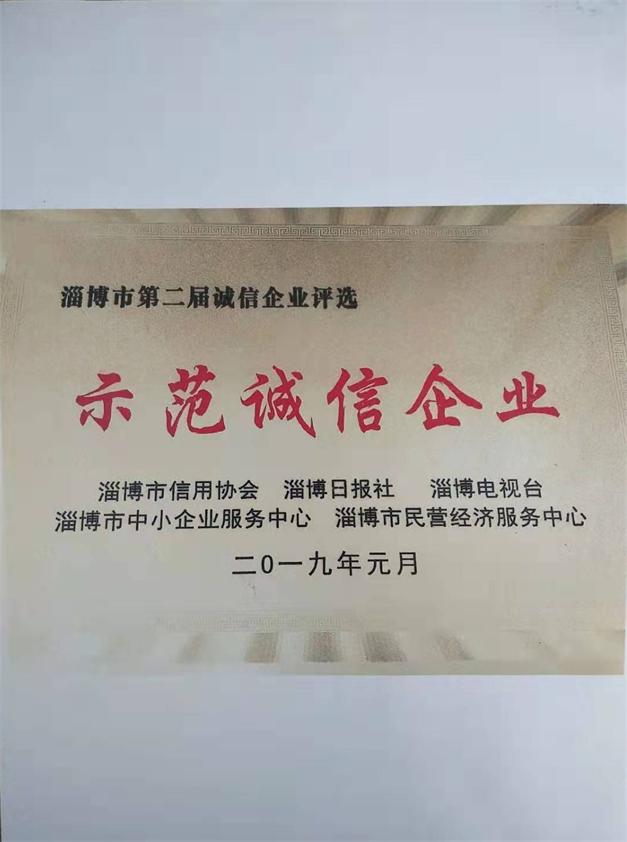 淄博市第二届诚信企业评选
示范诚信企业
淄博市信用协会 淄博日报社 淄博电视台
淄博市中小企业服务中心 淄博市民营经济服务中心
二0一九年元月